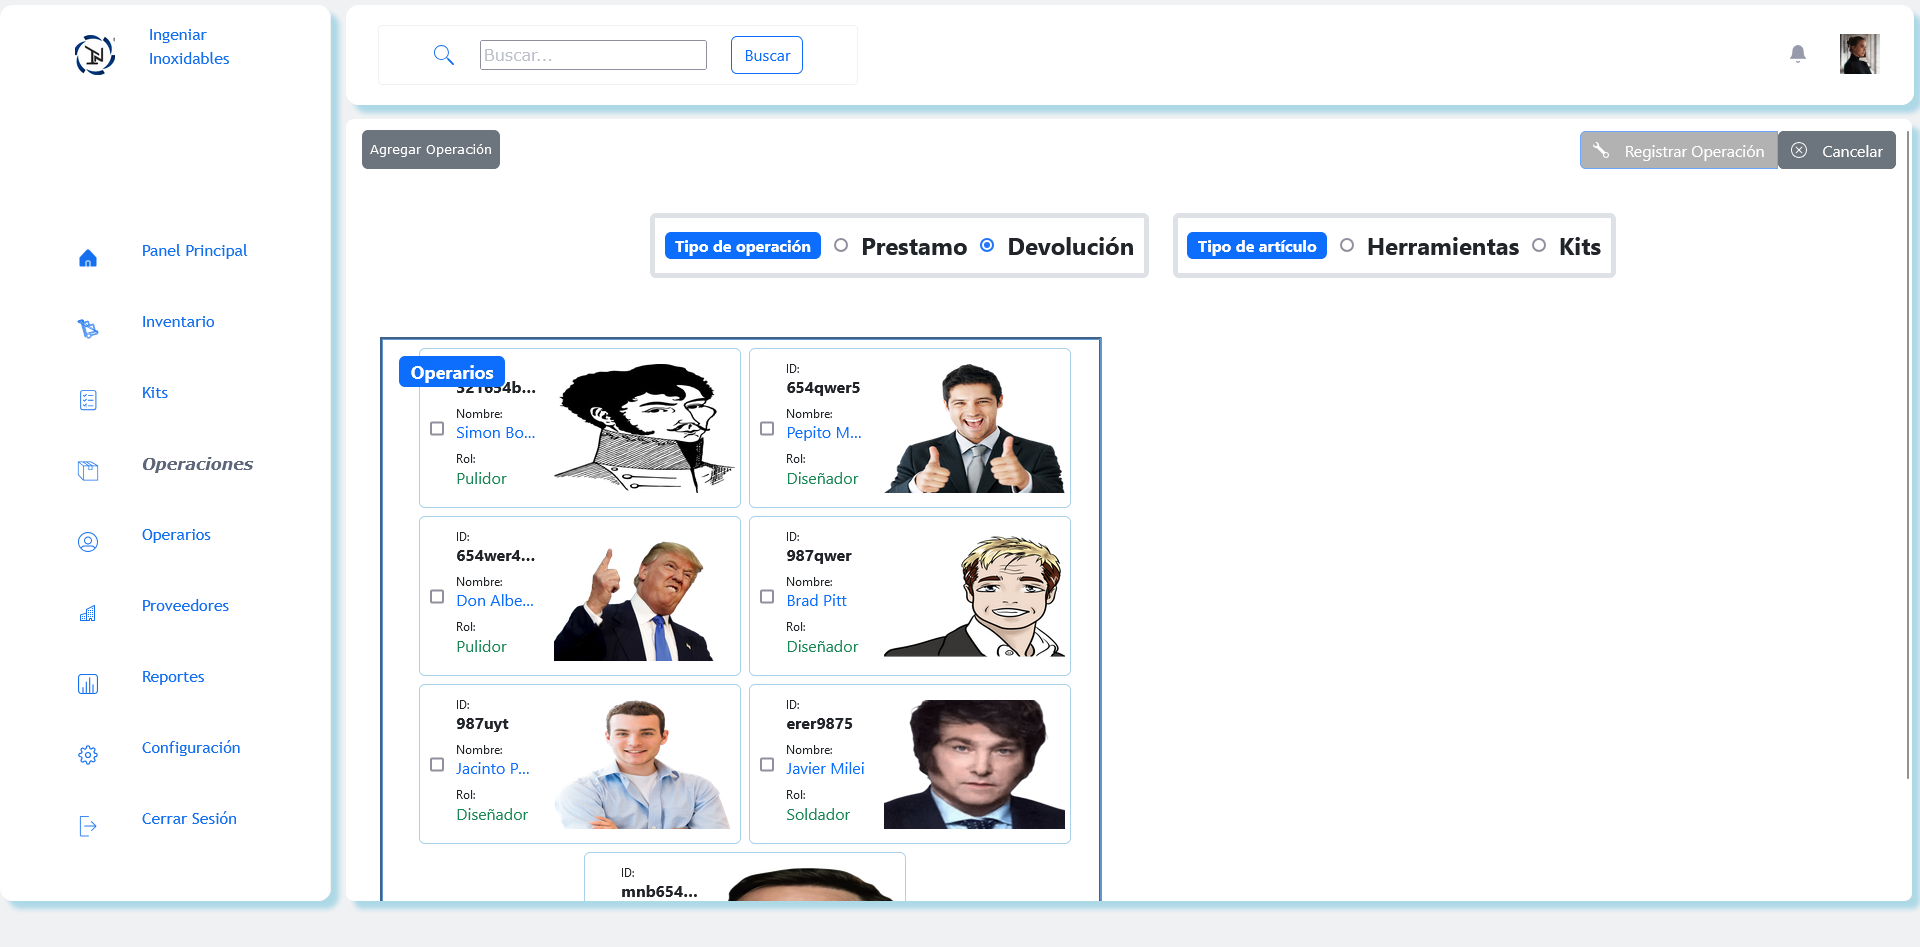 Ingeniar
Inoxidables
Buscar...
Buscar
Agregar Operación
Registrar Operación
Cancelar
Tipo de operación
Prestamo
Devolución
Tipo de artículo
Herramientas
Kits
Panel Principal
Inventario
Kits
Operaciones
Operarios
Proveedores
Reportes
Configuración
Cerrar Sesión
Operarios
321654b...
Nombre:
Simon Bo...
Rol:
Pulidor
ID:
654qwer5
Nombre:
Pepito M...
Rol:
Diseñador
ID:
654wer4...
Nombre:
Don Albe...
Rol:
Pulidor
ID:
987qwer
Nombre:
Brad Pitt
Rol:
Diseñador
ID:
987uyt
Nombre:
Jacinto P...
Rol:
Diseñador
ID:
erer9875
Nombre:
Javier Milei
Rol:
Soldador
ID:
mnb654...